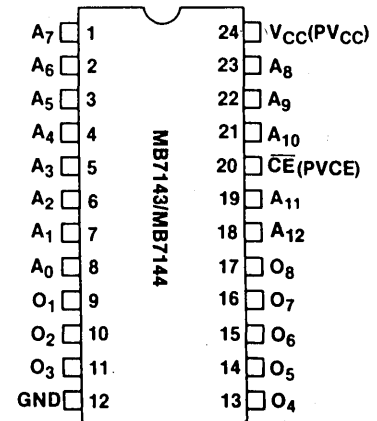 A7 1 24 VCC(PVCC)
A6 2 23 A8
A5 3 22 A9
A4 4 21 A10
A3 5 20 C̅E̅(PVCE)
A2 6 19 A11
A1 7 18 A12
A0 8 17 O8
O1 9 16 O7
O2 10 15 O6
O3 11 14 O5
GND 12 13 O4
MB7143/MB7144